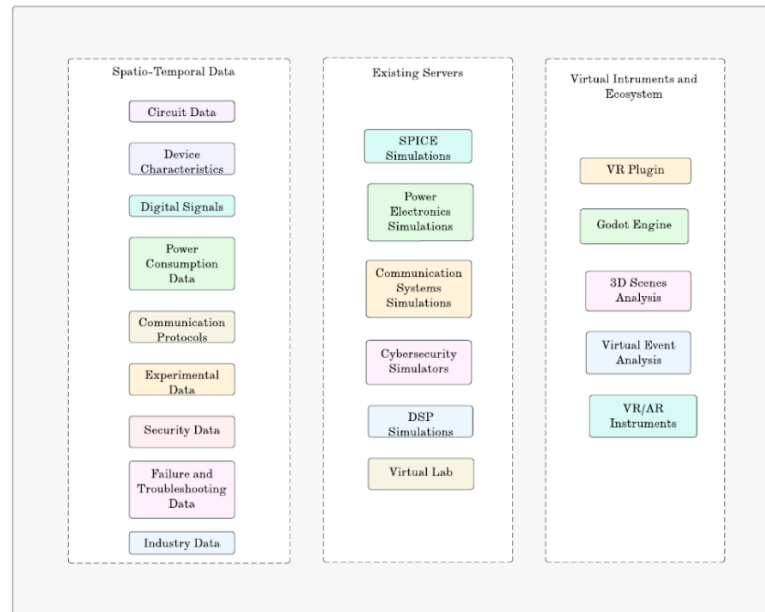 Spatio-Temporal Data
Circuit Data
Device
Characteristics
Digital Signals
Power
Consumption
Data
Communication
Protocols
Experimental
Data
Security Data
Failure and
Troubleshooting
Data
Industry Data
Existing Servers
SPICE
Simulations
Power
Electronics
Simulations
Communication
Systems
Simulations
Cybersecurity
Simulators
DSP
Simulations
Virtual Lab
Virtual Intruments and
Ecosystem
VR Plugin
Godot Engine
3D Scenes
Analysis
Virtual Event
Analysis
VR/AR
Instruments